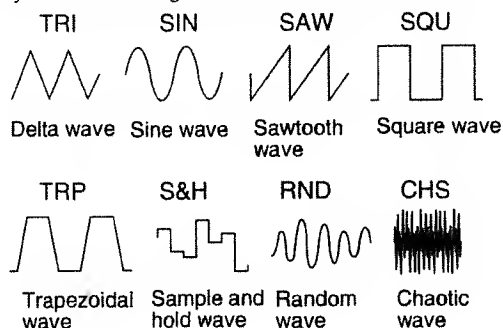 TRI SIN SAW SQU
Delta wave Sine wave Sawtooth wave Square wave
TRP S&H RND CHS
Trapezoidal wave Sample and hold wave Random wave Chaotic wave